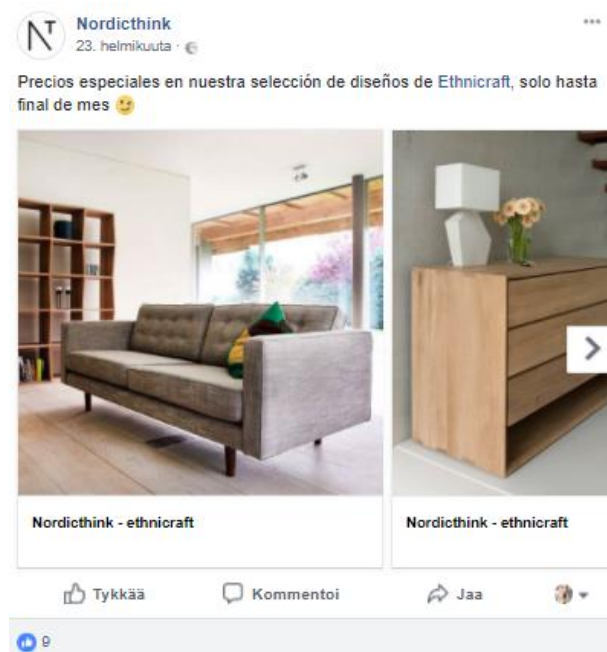 Nordicthink
23. helmikuuta
Precios especiales en nuestra selección de diseños de Ethnicraft, solo hasta
final de mes
Nordicthink - ethnicraft
Nordicthink - ethnicraft
Tykkää
Kommentoi
Jaa
9